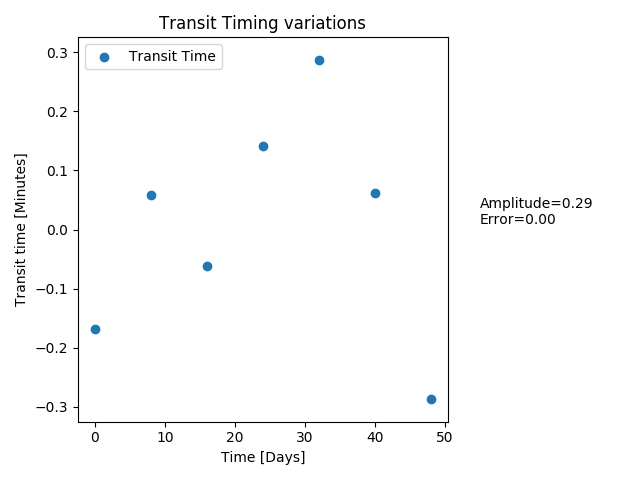 Transit Timing variations
Transit Time
0.3
0.2
0.1
0.0
−0.1
−0.2
−0.3
Transit time [Minutes]
Amplitude=0.29
Error=0.00
0 10 20 30 40 50
Time [Days]